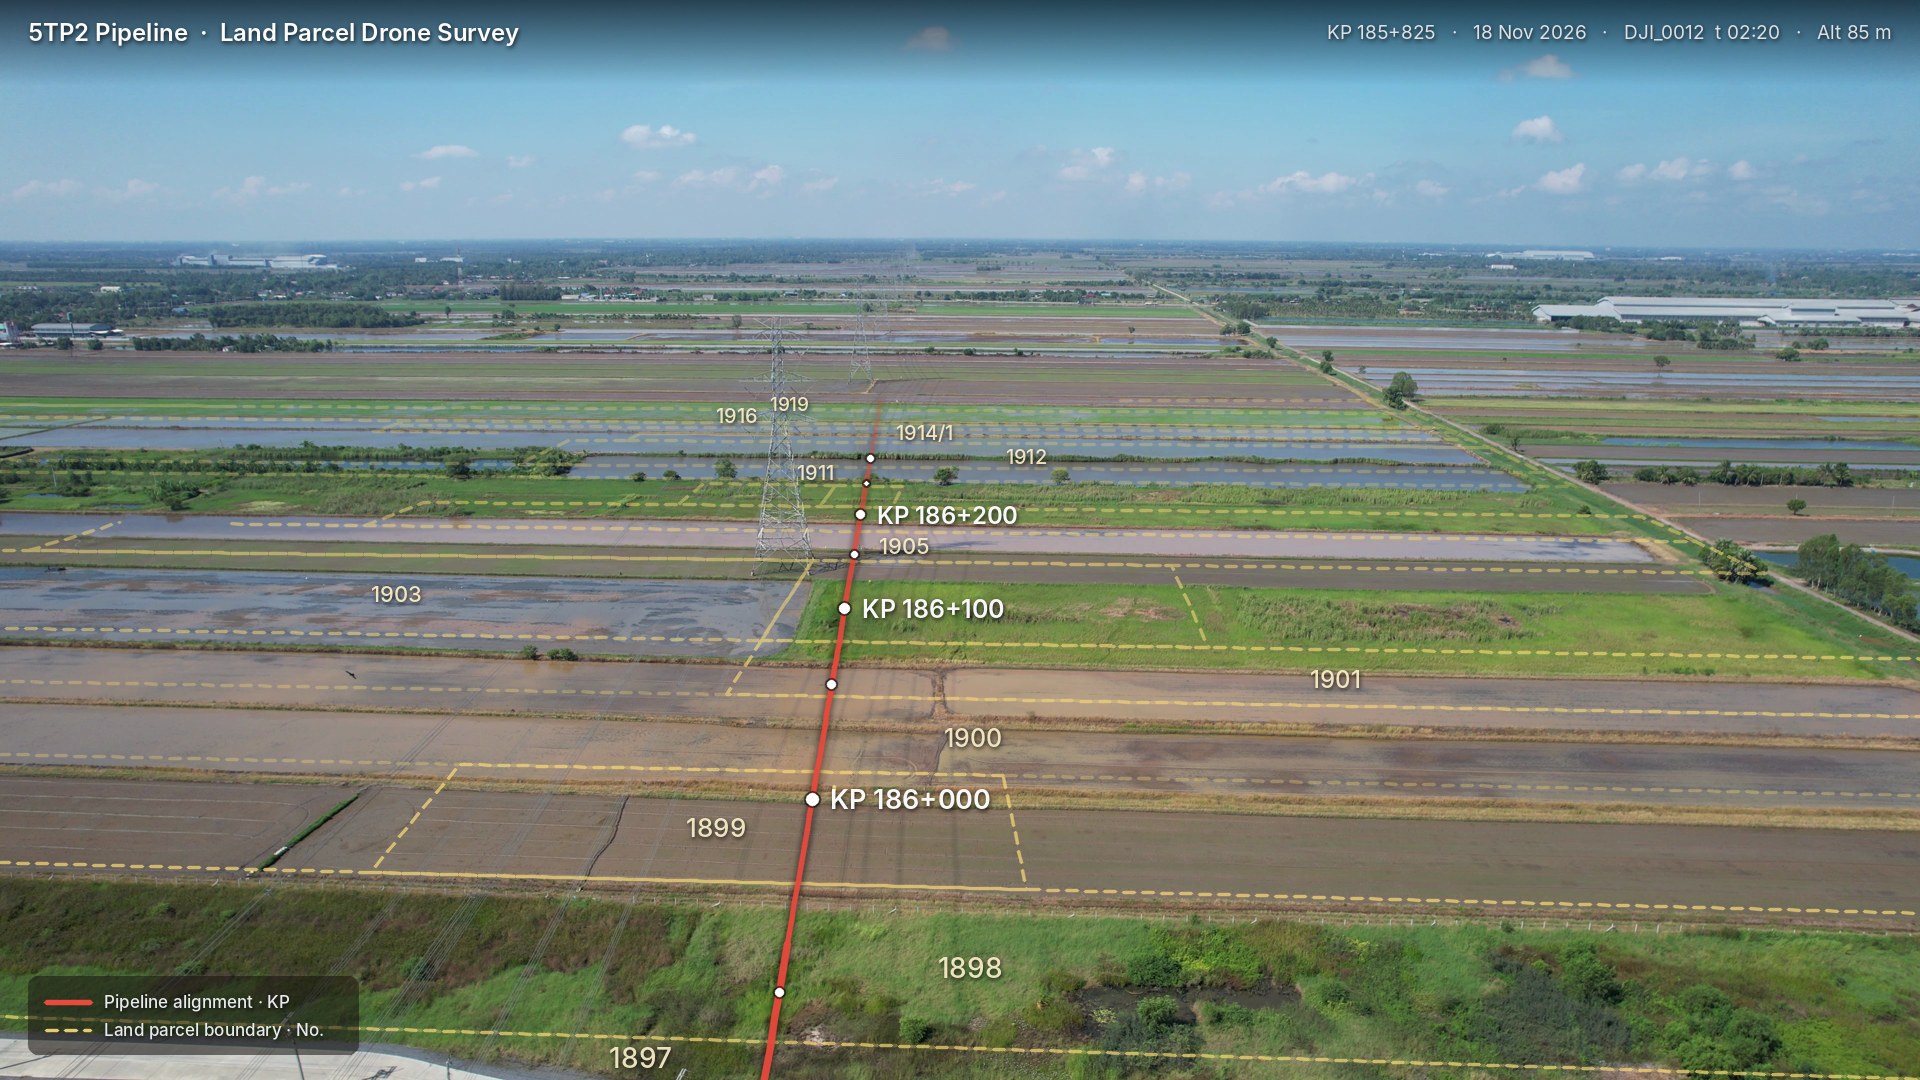 5TP2 Pipeline · Land Parcel Drone Survey
KP 185+825 · 18 Nov 2026 · DJI_0012 t 02:20 · Alt 85 m
1919
1916
1914/1
1912
1911
KP 186+200
1905
1903
KP 186+100
1901
1900
KP 186+000
1899
1898
Pipeline alignment · KP
Land parcel boundary · No.
1897